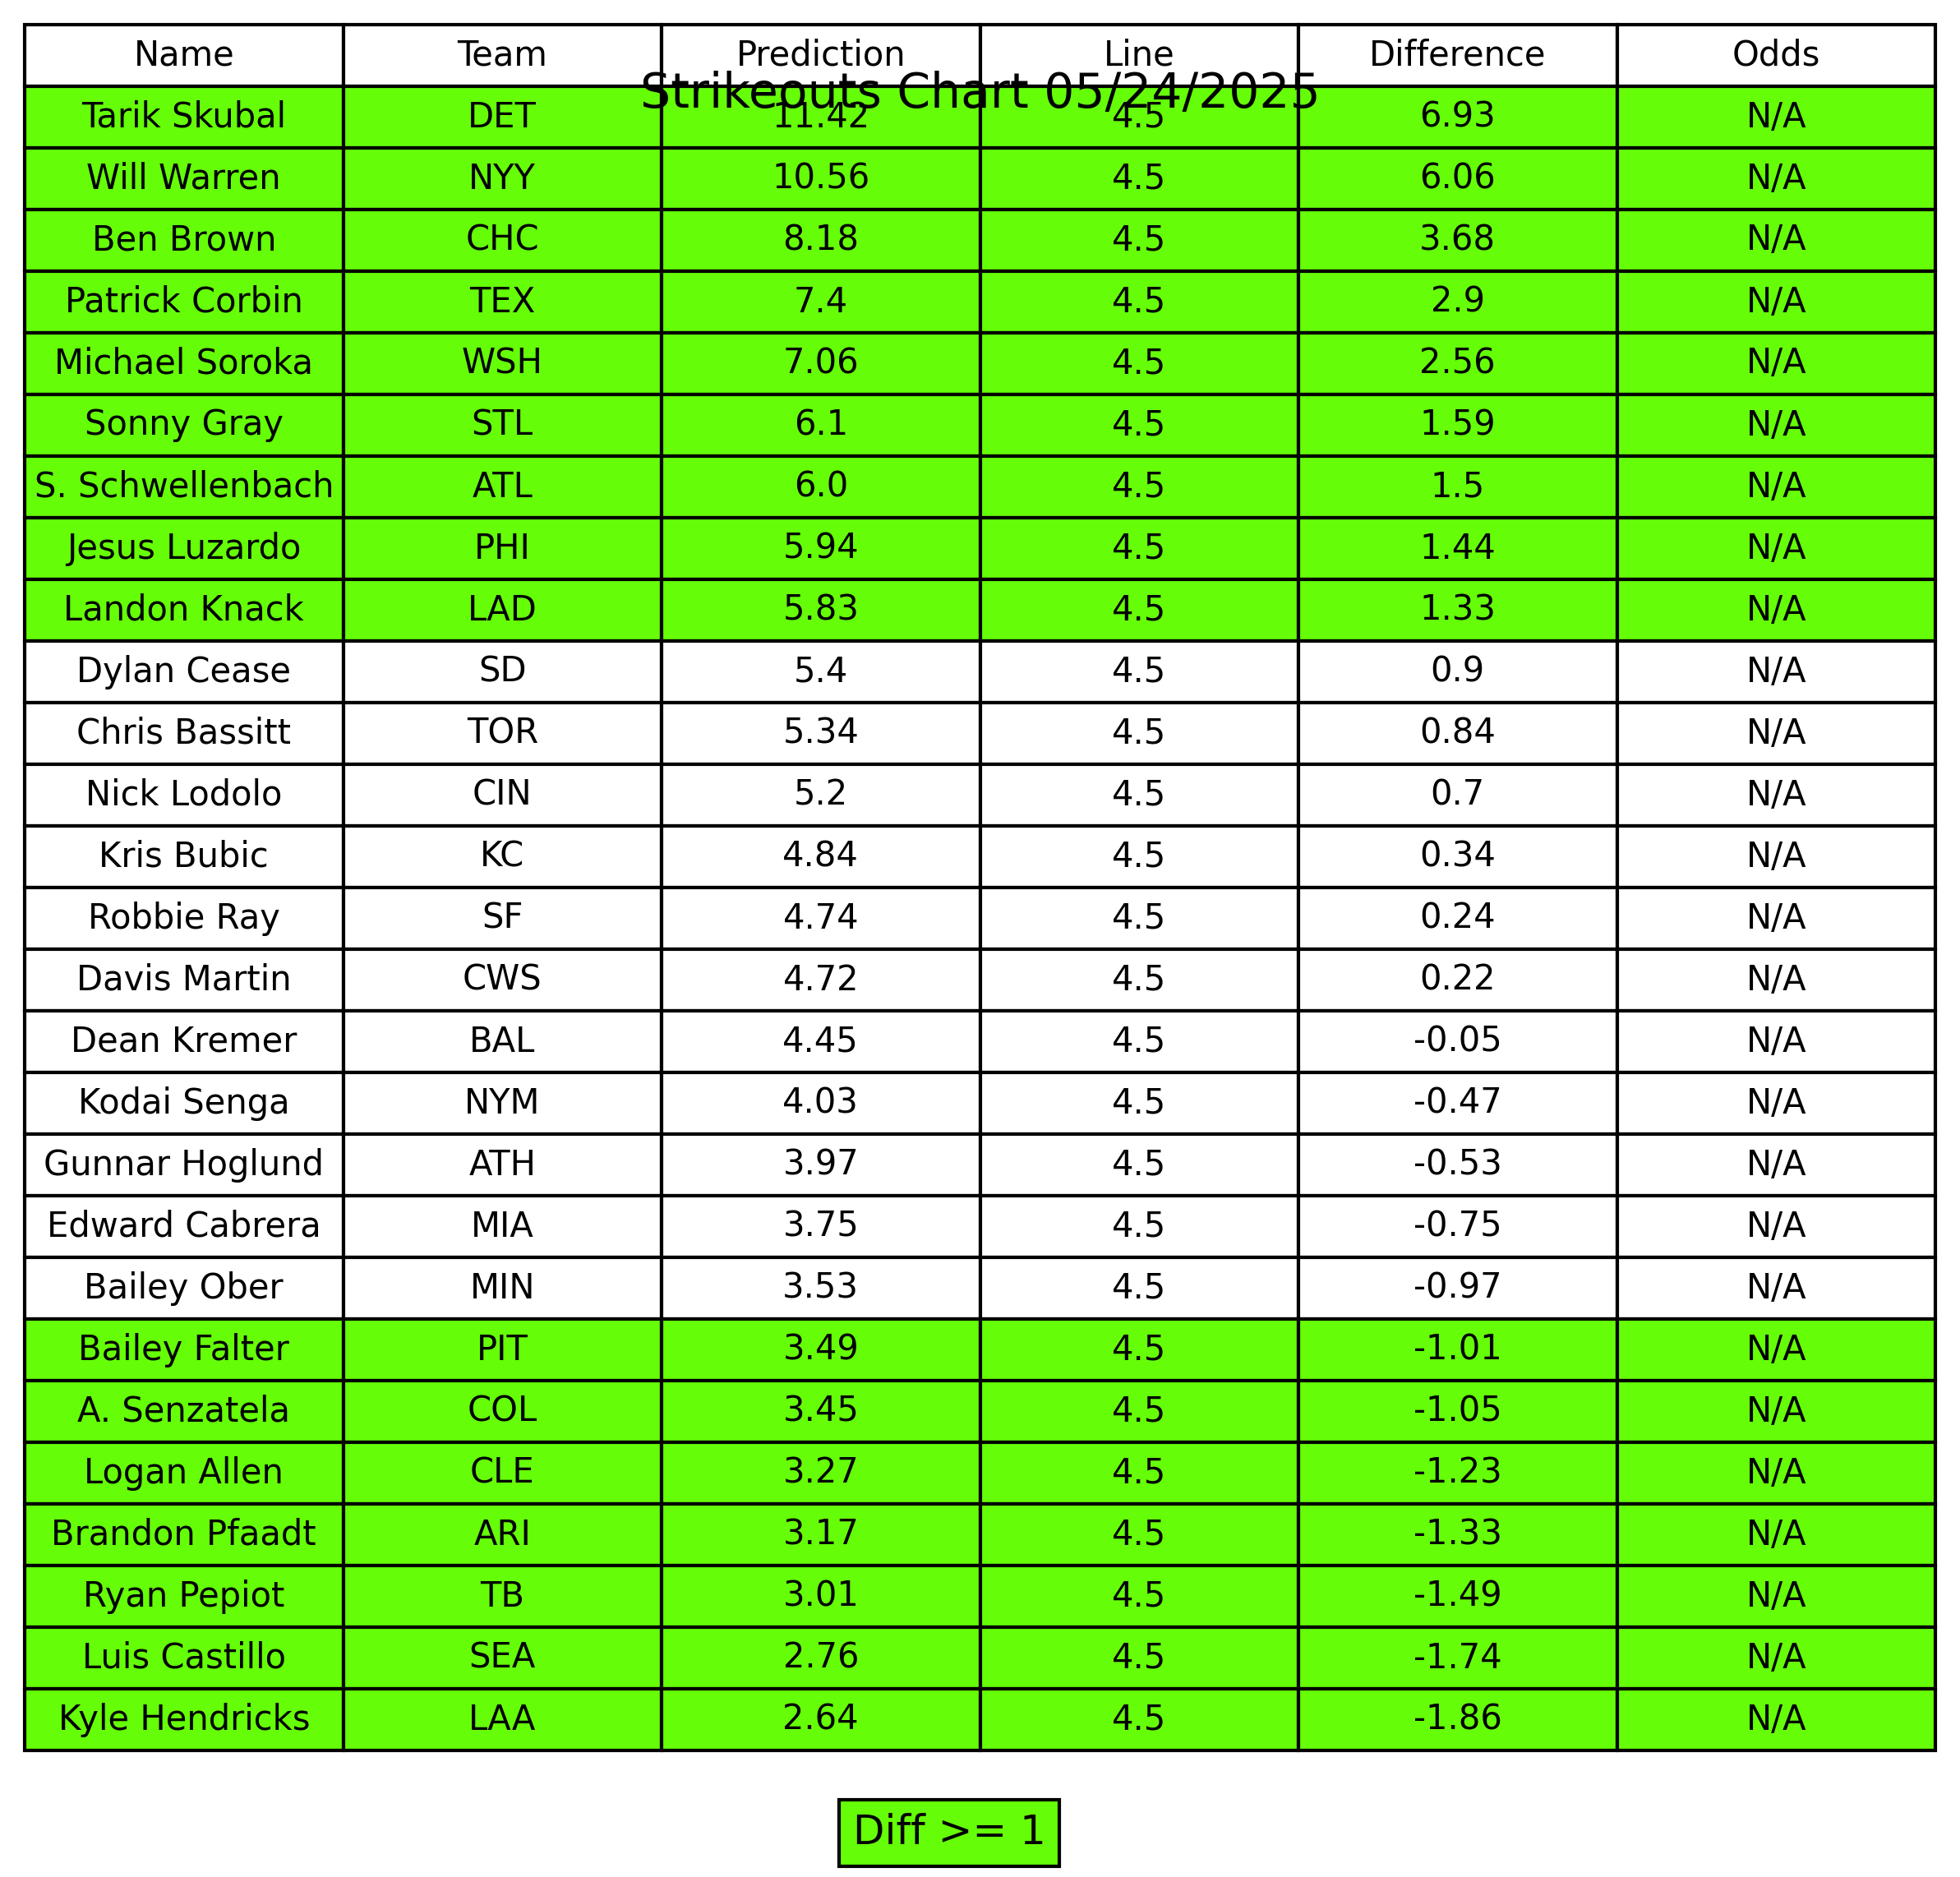 Name Team Prediction Line Difference Odds
Strikeouts Chart 05/24/2025
Tarik Skubal DET 11.42 4.5 6.93 N/A
Will Warren NYY 10.56 4.5 6.06 N/A
Ben Brown CHC 8.18 4.5 3.68 N/A
Patrick Corbin TEX 7.4 4.5 2.9 N/A
Michael Soroka WSH 7.06 4.5 2.56 N/A
Sonny Gray STL 6.1 4.5 1.59 N/A
S. Schwellenbach ATL 6.0 4.5 1.5 N/A
Jesus Luzardo PHI 5.94 4.5 1.44 N/A
Landon Knack LAD 5.83 4.5 1.33 N/A
Dylan Cease SD 5.4 4.5 0.9 N/A
Chris Bassitt TOR 5.34 4.5 0.84 N/A
Nick Lodolo CIN 5.2 4.5 0.7 N/A
Kris Bubic KC 4.84 4.5 0.34 N/A
Robbie Ray SF 4.74 4.5 0.24 N/A
Davis Martin CWS 4.72 4.5 0.22 N/A
Dean Kremer BAL 4.45 4.5 -0.05 N/A
Kodai Senga NYM 4.03 4.5 -0.47 N/A
Gunnar Hoglund ATH 3.97 4.5 -0.53 N/A
Edward Cabrera MIA 3.75 4.5 -0.75 N/A
Bailey Ober MIN 3.53 4.5 -0.97 N/A
Bailey Falter PIT 3.49 4.5 -1.01 N/A
A. Senzatela COL 3.45 4.5 -1.05 N/A
Logan Allen CLE 3.27 4.5 -1.23 N/A
Brandon Pfaadt ARI 3.17 4.5 -1.33 N/A
Ryan Pepiot TB 3.01 4.5 -1.49 N/A
Luis Castillo SEA 2.76 4.5 -1.74 N/A
Kyle Hendricks LAA 2.64 4.5 -1.86 N/A
Diff >= 1